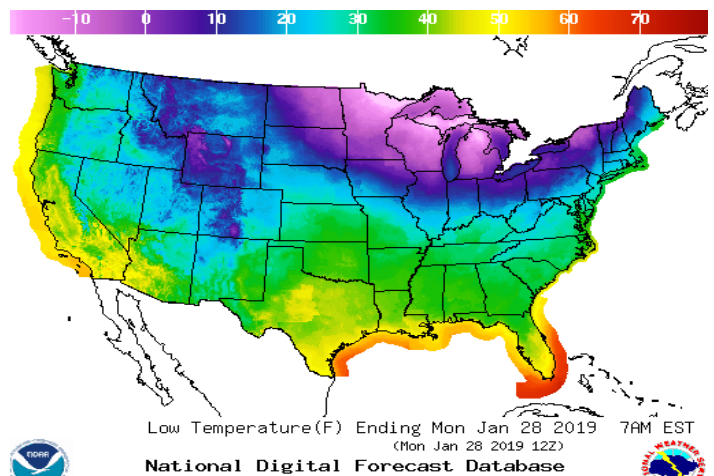 -10 0 10 20 30 40 50 60 70
Low Temperature(F) Ending Mon Jan 28 2019 7AM EST
(Mon Jan 28 2019 12Z)
National Digital Forecast Database
NOAA